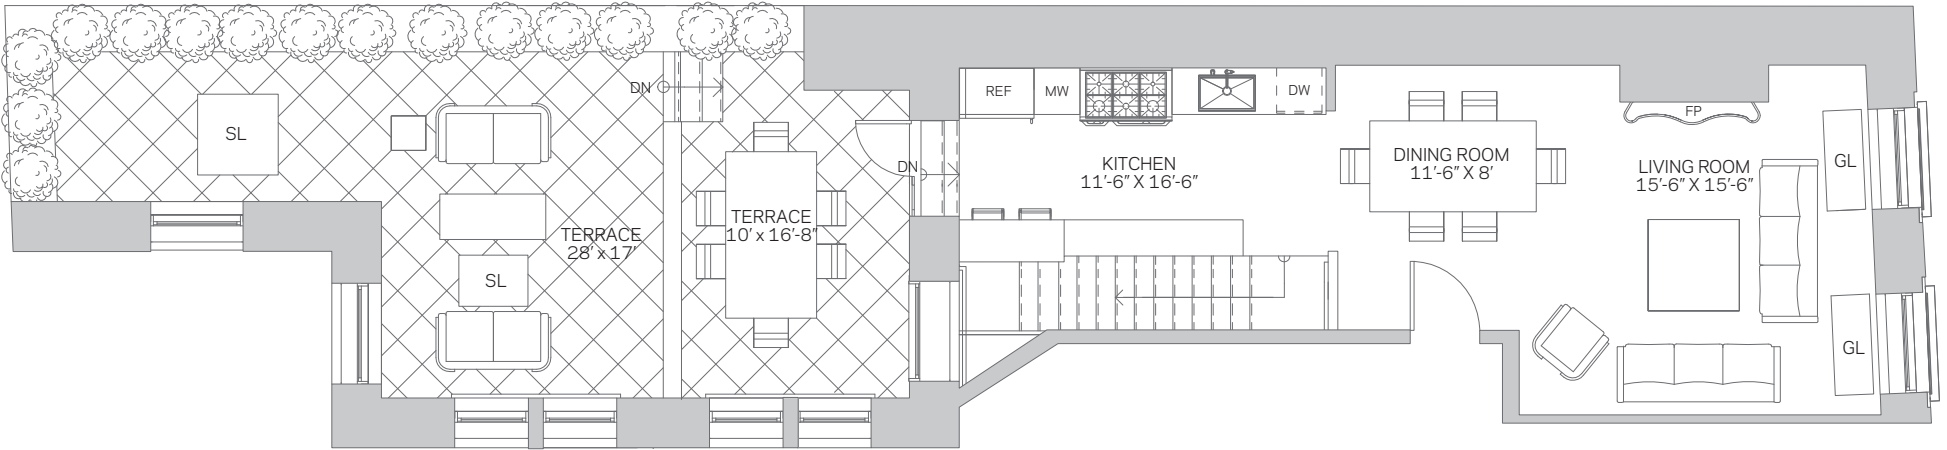 DN
SL
TERRACE
28' x 17'
SL
TERRACE
10' x 16'-8"
DN
REF
MW
DW
KITCHEN
11'-6" X 16'-6"
DINING ROOM
11'-6" X 8'
FP
LIVING ROOM
15'-6" X 15'-6"
GL
GL